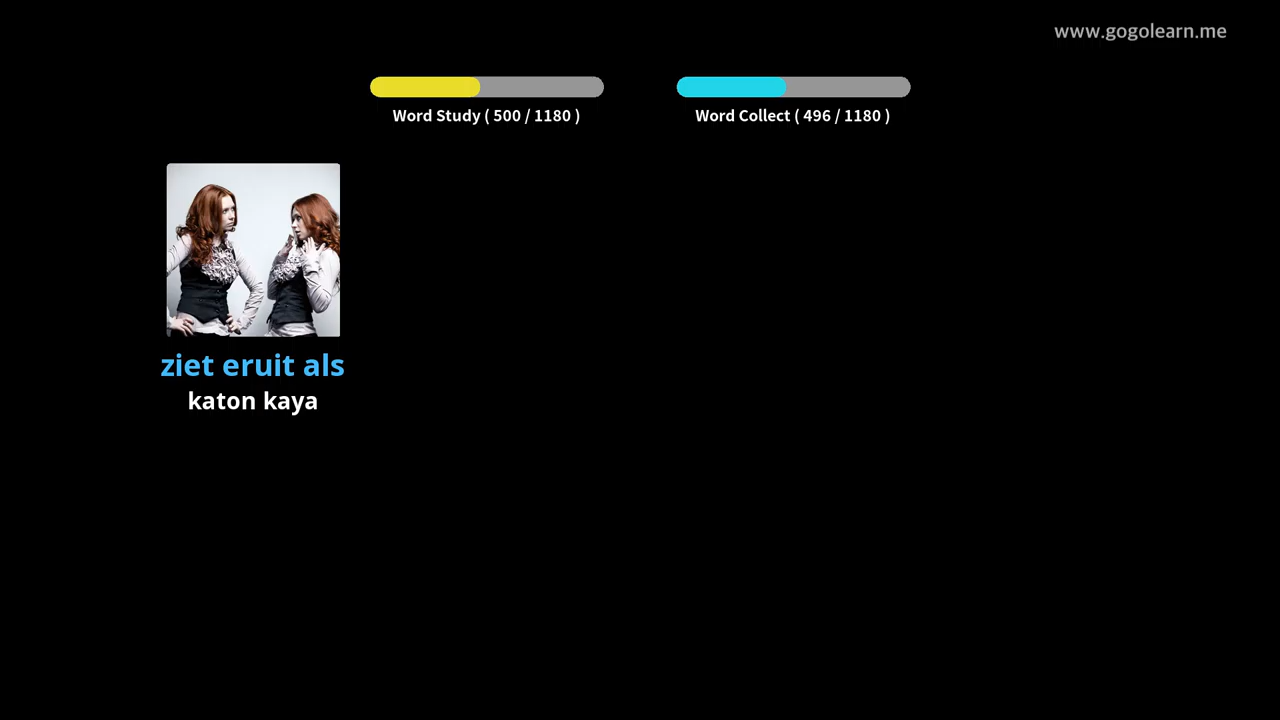 www.gogolearn.me
Word Study ( 500 / 1180 )
Word Collect ( 496 / 1180 )
ziet eruit als
katon kaya